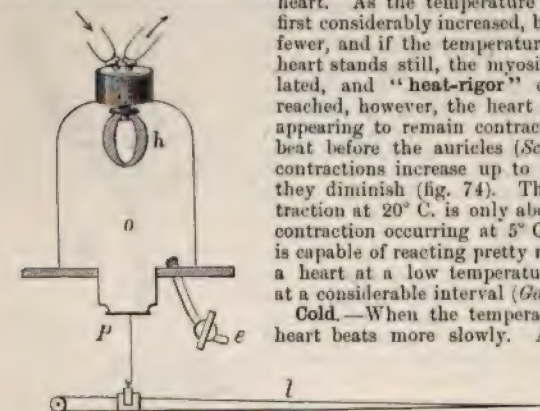 heart. As the temperature
first considerably increased, b
fewer, and if the temperatur
heart stands still, the myosi
lated, and "heat-rigor"
reached, however, the heart
appearing to remain contrac
beat before the auricles (Sc
contractions increase up to
they diminish (fig. 74). Th
traction at 20° C. is only abo
contraction occurring at 5° C
is capable of reacting pretty r
a heart at a low temperatu
at a considerable interval (Ga
Cold.—When the tempera
heart beats more slowly. A
h
o
p
e
l